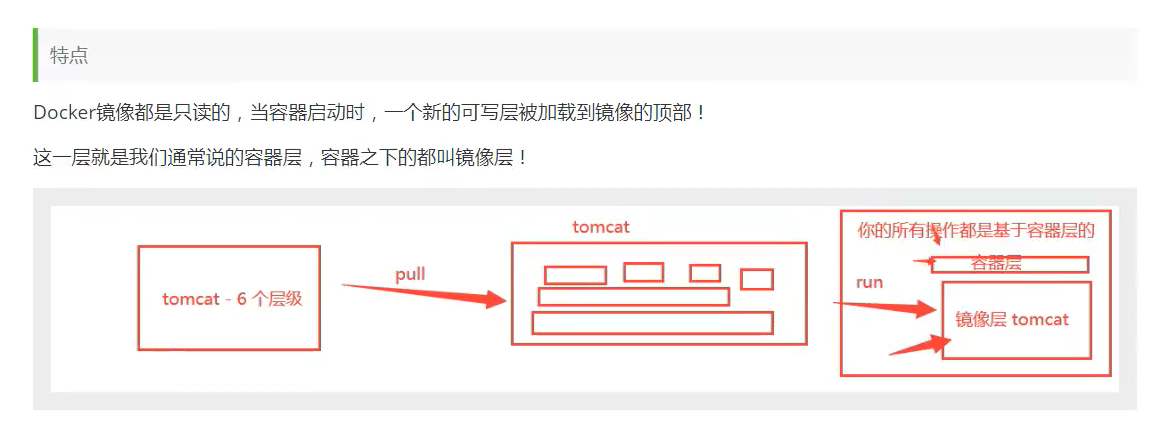 特点
Docker镜像都是只读的，当容器启动时，一个新的可写层被加载到镜像的顶部！
这一层就是我们通常说的容器层，容器之下的都叫镜像层！
tomcat - 6 个层级
pull
tomcat
你的所有操作都是基于容器层的
容器层
run
镜像层 tomcat